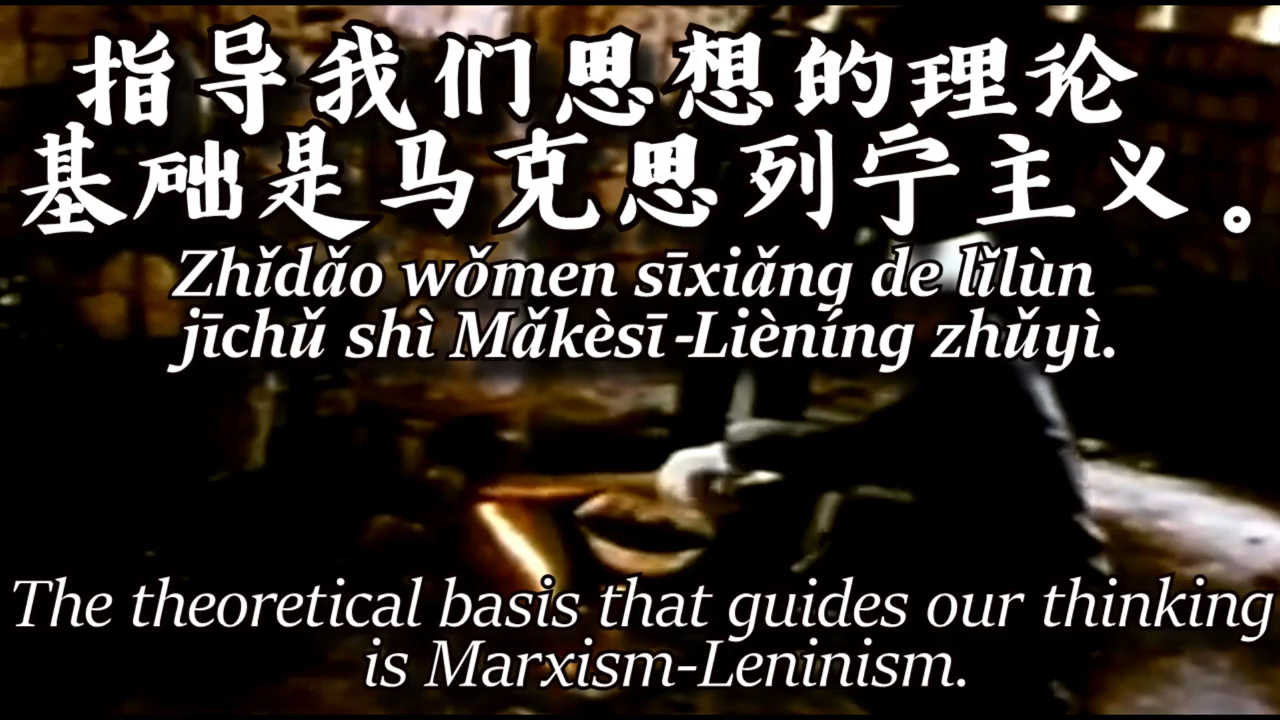 指导我们思想的理论
基础是马克思列宁主义。
Zhǐdǎo wǒmen sīxiǎng de lǐlùn
jīchǔ shì Mǎkèsī-Lièníng zhǔyì.
The theoretical basis that guides our thinking
is Marxism-Leninism.